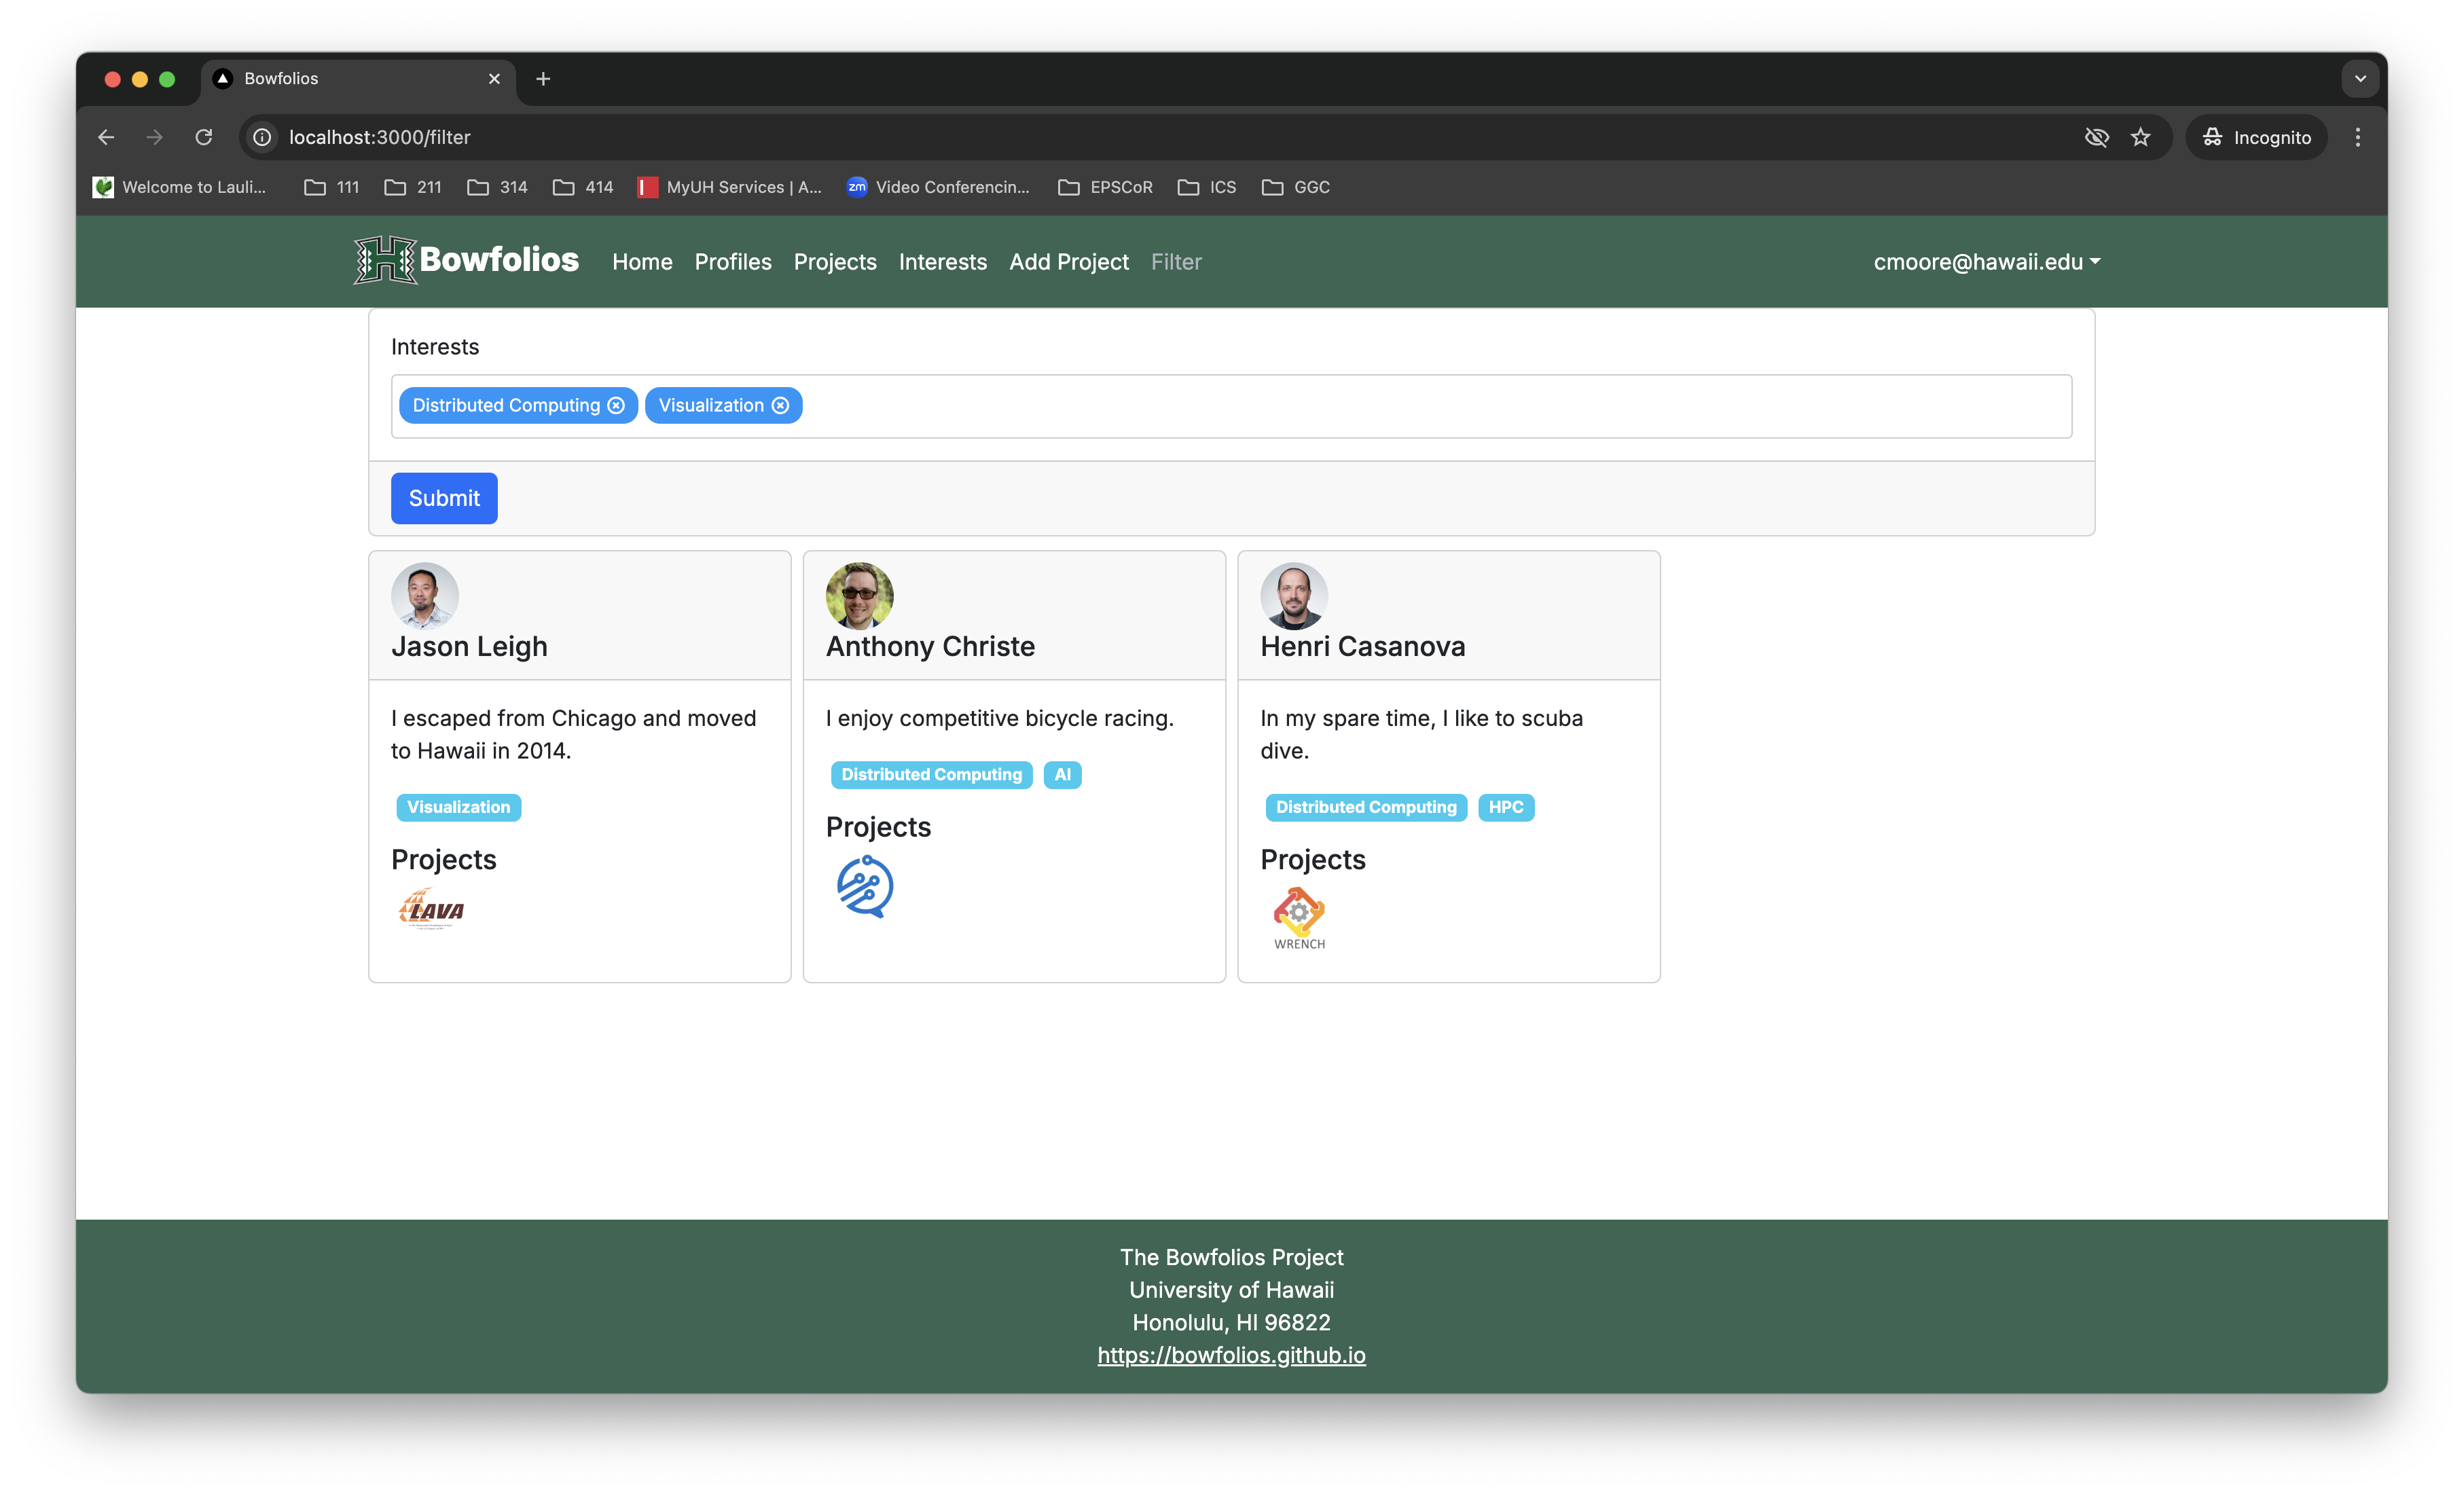 Bowfolios
localhost:3000/filter
Incognito
Welcome to Lauli...
111
211
314
414
MyUH Services | A...
zm
Video Conferencin...
EPSCoR
ICS
GGC
H
Bowfolios
Home
Profiles
Projects
Interests
Add Project
Filter
cmoore@hawaii.edu
Interests
Distributed Computing
Visualization
Submit
Jason Leigh
I escaped from Chicago and moved
to Hawaii in 2014.
Visualization
Projects
LAVA
Anthony Christe
I enjoy competitive bicycle racing.
Distributed Computing
AI
Projects
Henri Casanova
In my spare time, I like to scuba
dive.
Distributed Computing
HPC
Projects
WRENCH
The Bowfolios Project
University of Hawaii
Honolulu, HI 96822
https://bowfolios.github.io